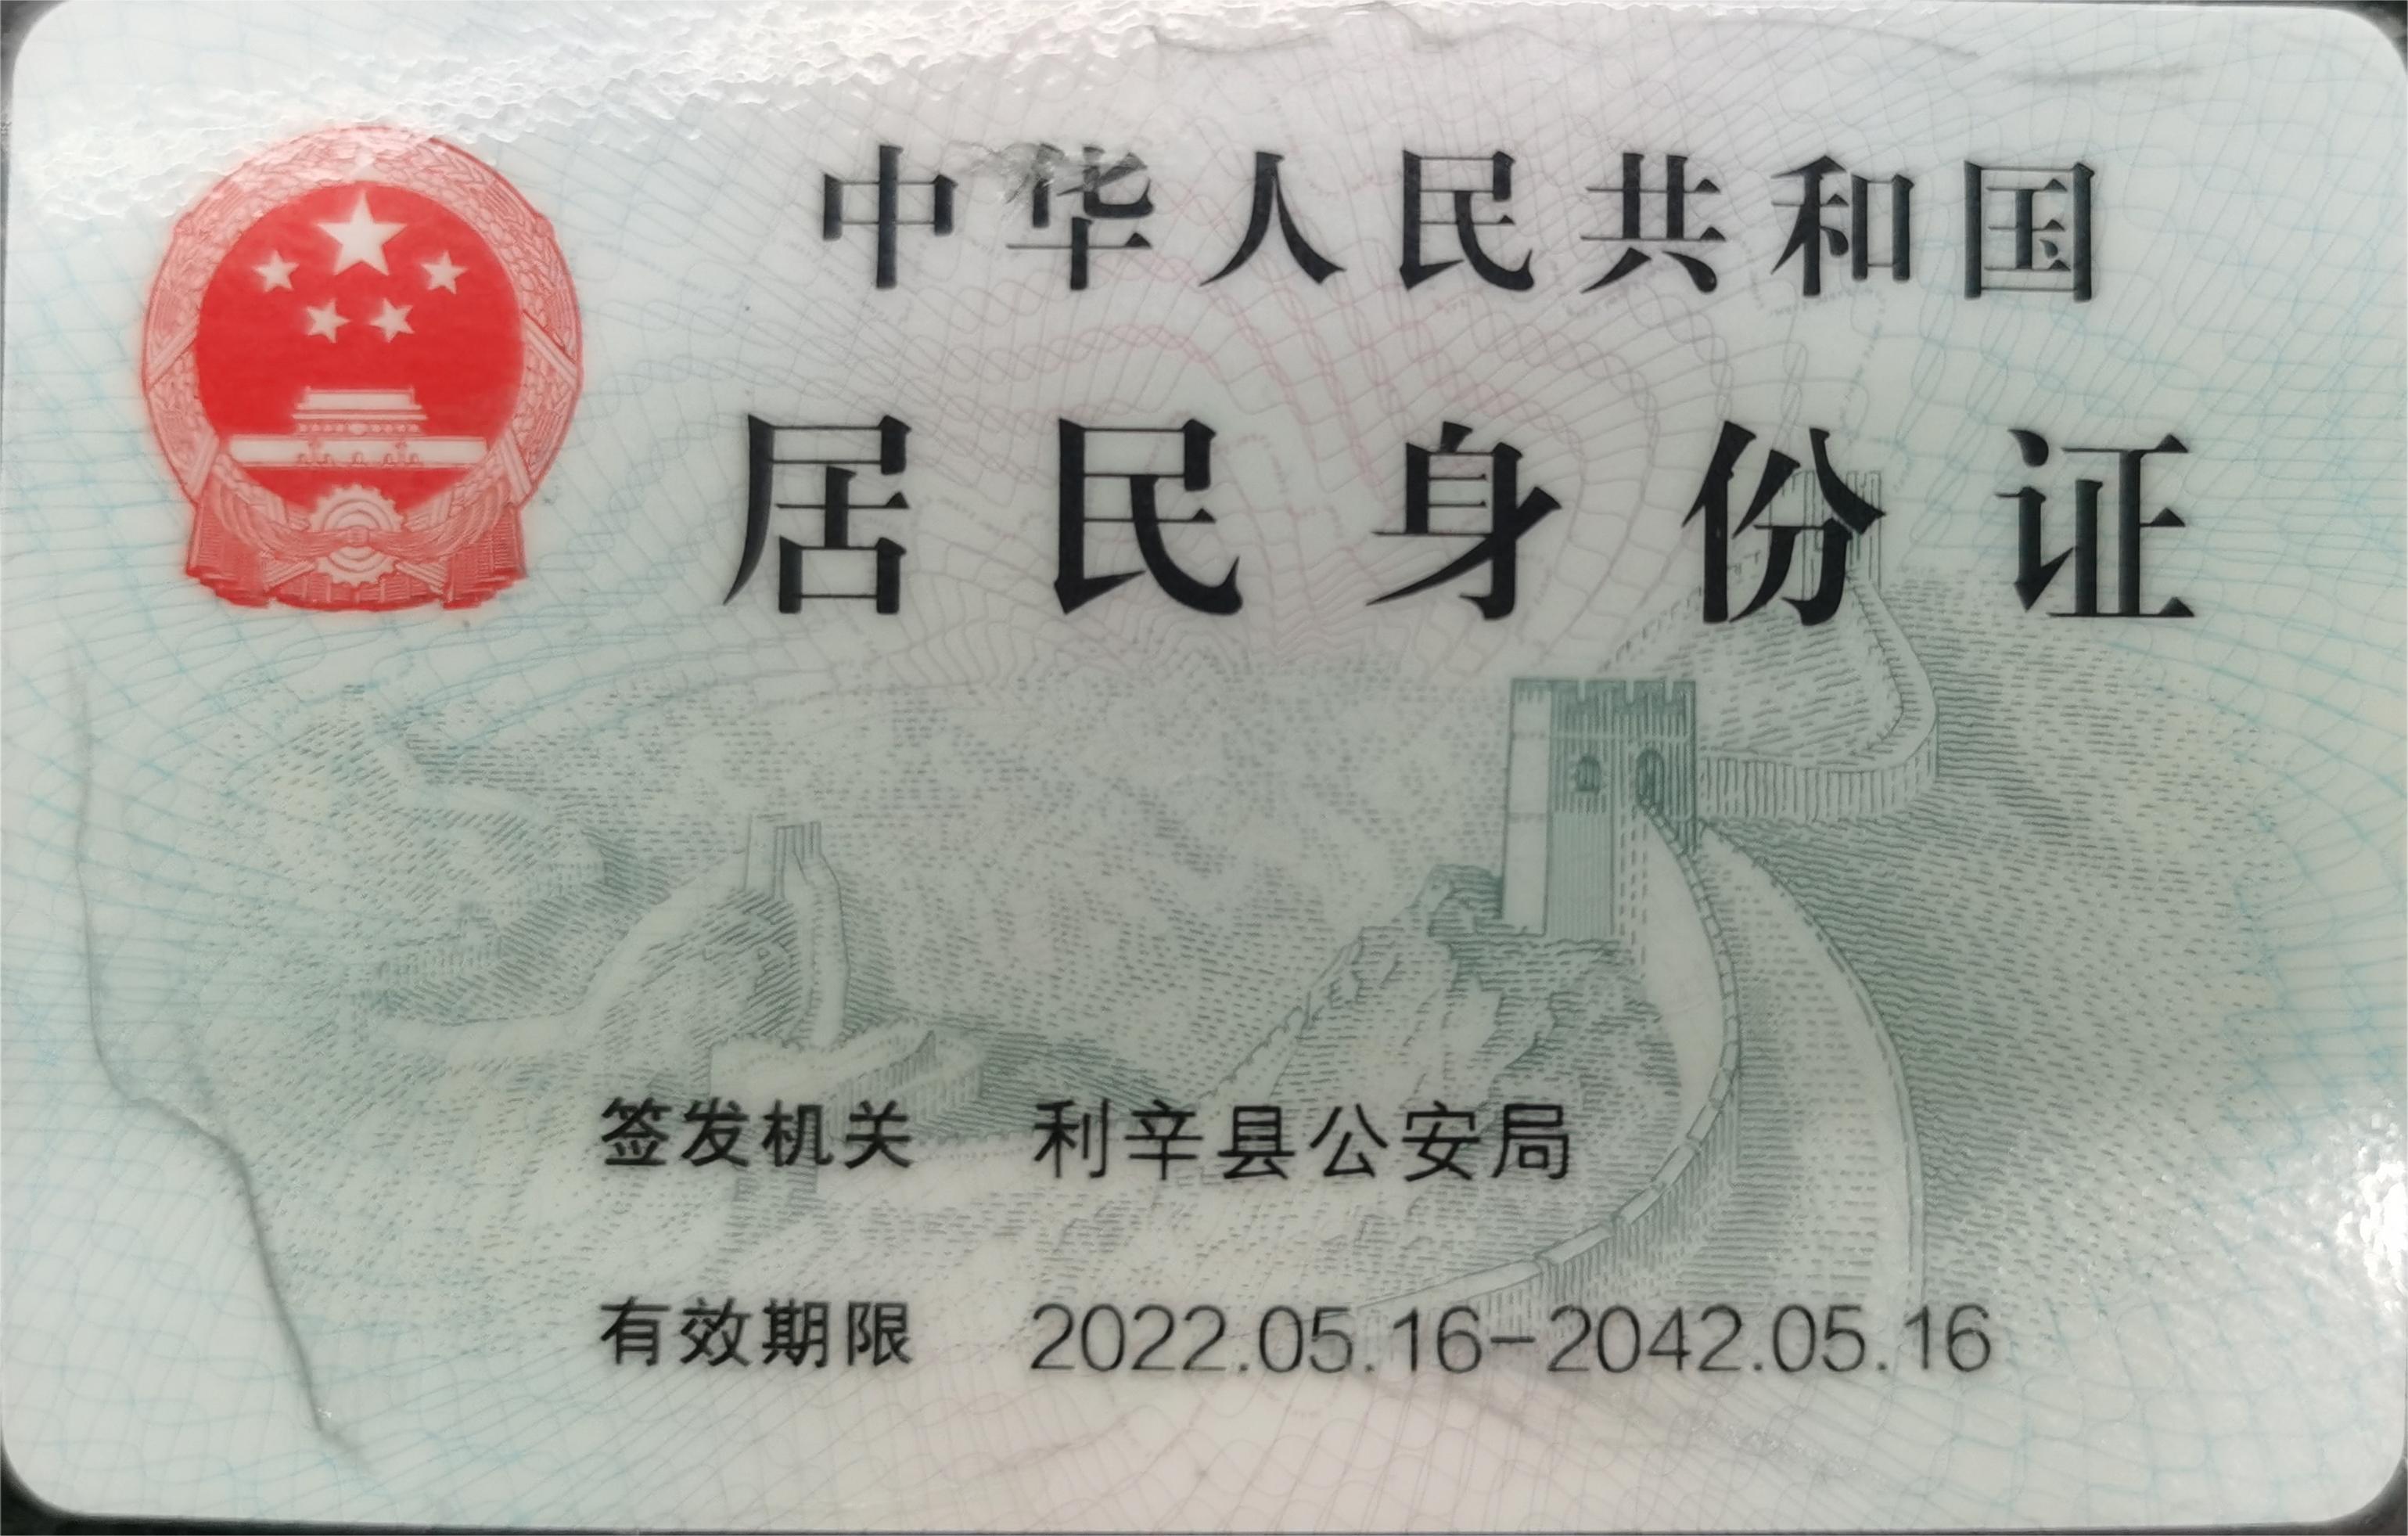 中华人民共和国
居民身份证
签发机关 利辛县公安局
有效期限 2022.05.16-2042.05.16